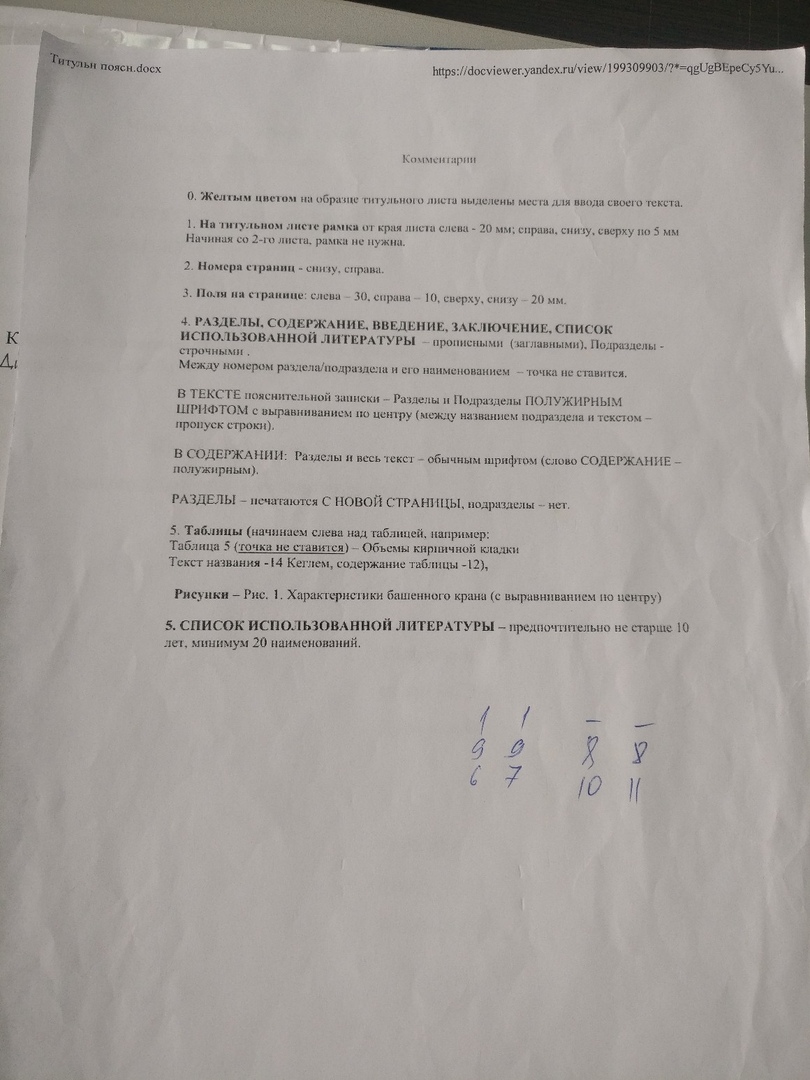 Титульн поясн.docx
https://docviewer.yandex.ru/view/199309903/?*=qgUgBEpeCy5Yu...
Комментарии
0. Желтым цветом на образце титульного листа выделены места для ввода своего текста.
1. На титульном листе рамка от края листа слева - 20 мм; справа, снизу, сверху по 5 мм
Начиная со 2-го листа, рамка не нужна.
2. Номера страниц - снизу, справа.
3. Поля на странице: слева – 30, справа – 10, сверху, снизу – 20 мм.
4. РАЗДЕЛЫ, СОДЕРЖАНИЕ, ВВЕДЕНИЕ, ЗАКЛЮЧЕНИЕ, СПИСОК
ИСПОЛЬЗОВАННОЙ ЛИТЕРАТУРЫ – прописными (заглавными), Подразделы -
строчными .
Между номером раздела/подраздела и его наименованием – точка не ставится.
В ТЕКСТЕ пояснительной записки – Разделы и Подразделы ПОЛУЖИРНЫМ
ШРИФТОМ с выравниванием по центру (между названием подраздела и текстом –
пропуск строки).
В СОДЕРЖАНИИ: Разделы и весь текст – обычным шрифтом (слово СОДЕРЖАНИЕ –
полужирным).
РАЗДЕЛЫ – печатаются С НОВОЙ СТРАНИЦЫ, подразделы – нет.
5. Таблицы (начинаем слева над таблицей, например:
Таблица 5 (точка не ставится) – Объемы кирпичной кладки
Текст названия -14 Кеглем, содержание таблицы -12),
Рисунки – Рис. 1. Характеристики башенного крана (с выравниванием по центру)
5. СПИСОК ИСПОЛЬЗОВАННОЙ ЛИТЕРАТУРЫ – предпочтительно не старше 10
лет, минимум 20 наименований.
К
1 1 – –
9 9 8 8
6 7 10 11